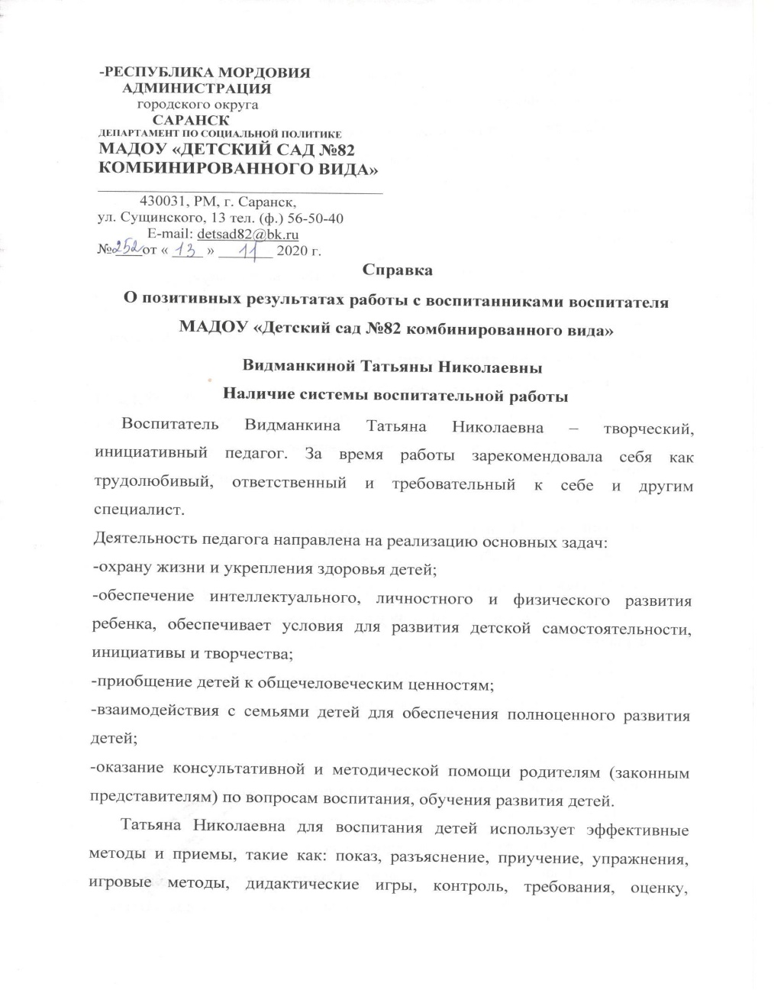 -РЕСПУБЛИКА МОРДОВИЯ
АДМИНИСТРАЦИЯ
городского округа
САРАНСК
ДЕПАРТАМЕНТ ПО СОЦИАЛЬНОЙ ПОЛИТИКЕ
МАДОУ «ДЕТСКИЙ САД №82
КОМБИНИРОВАННОГО ВИДА»
430031, РМ, г. Саранск,
ул. Сущинского, 13 тел. (ф.) 56-50-40
E-mail: detsad82@bk.ru
№252 от « 13 » 11 2020 г.
Справка
О позитивных результатах работы с воспитанниками воспитателя
МАДОУ «Детский сад №82 комбинированного вида»
Видманкиной Татьяны Николаевны
Наличие системы воспитательной работы
Воспитатель Видманкина Татьяна Николаевна – творческий,
инициативный педагог. За время работы зарекомендовала себя как
трудолюбивый, ответственный и требовательный к себе и другим
специалист.
Деятельность педагога направлена на реализацию основных задач:
-охрану жизни и укрепления здоровья детей;
-обеспечение интеллектуального, личностного и физического развития
ребенка, обеспечивает условия для развития детской самостоятельности,
инициативы и творчества;
-приобщение детей к общечеловеческим ценностям;
-взаимодействия с семьями детей для обеспечения полноценного развития
детей;
-оказание консультативной и методической помощи родителям (законным
представителям) по вопросам воспитания, обучения развития детей.
Татьяна Николаевна для воспитания детей использует эффективные
методы и приемы, такие как: показ, разъяснение, приучение, упражнения,
игровые методы, дидактические игры, контроль, требования, оценку,